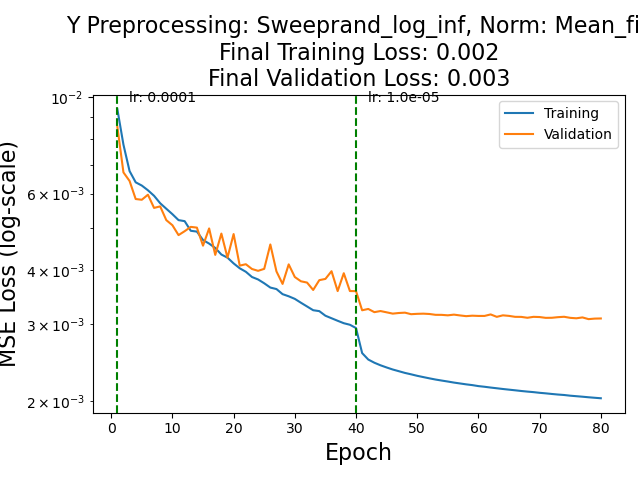 Y Preprocessing: Sweeprand_log_inf, Norm: Mean_fi
Final Training Loss: 0.002
Final Validation Loss: 0.003
10⁻²
lr: 0.0001
lr: 1.0e-05
Training
Validation
6 × 10⁻³
4 × 10⁻³
3 × 10⁻³
2 × 10⁻³
MSE Loss (log-scale)
0 10 20 30 40 50 60 70 80
Epoch